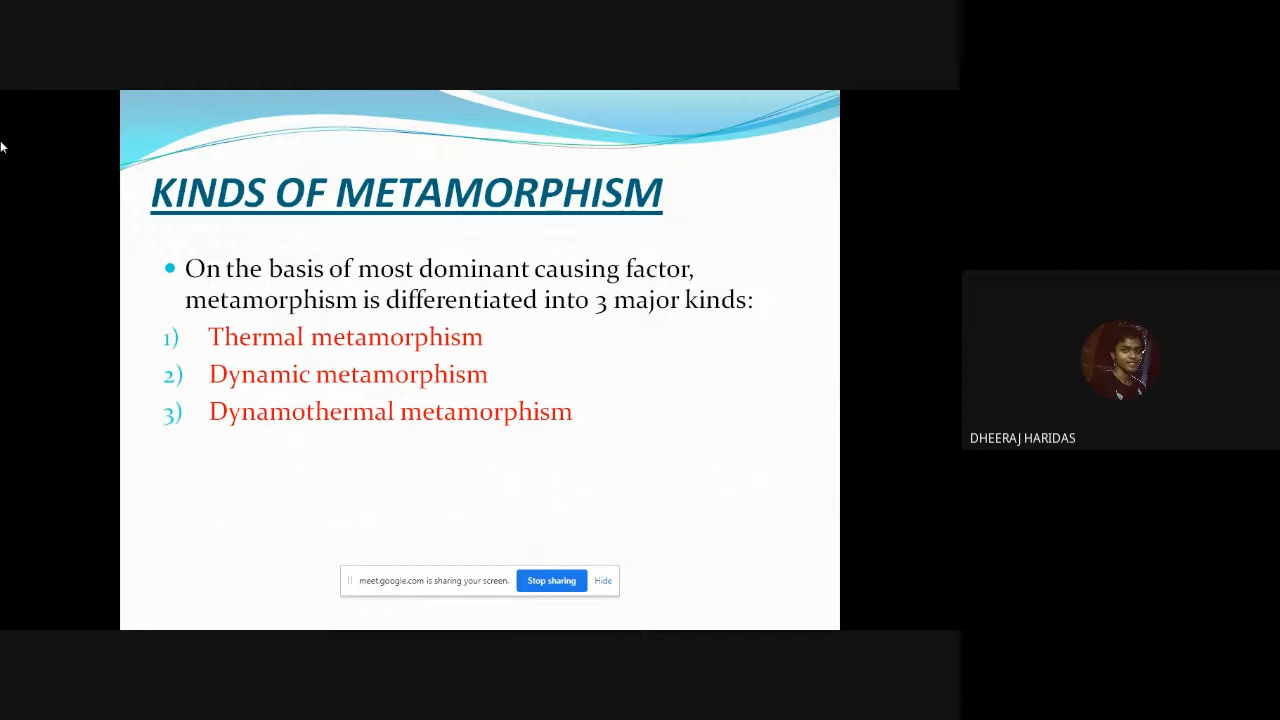 KINDS OF METAMORPHISM
• On the basis of most dominant causing factor,
metamorphism is differentiated into 3 major kinds:
1) Thermal metamorphism
2) Dynamic metamorphism
3) Dynamothermal metamorphism
DHEERAJ HARIDAS
meet.google.com is sharing your screen. Stop sharing Hide